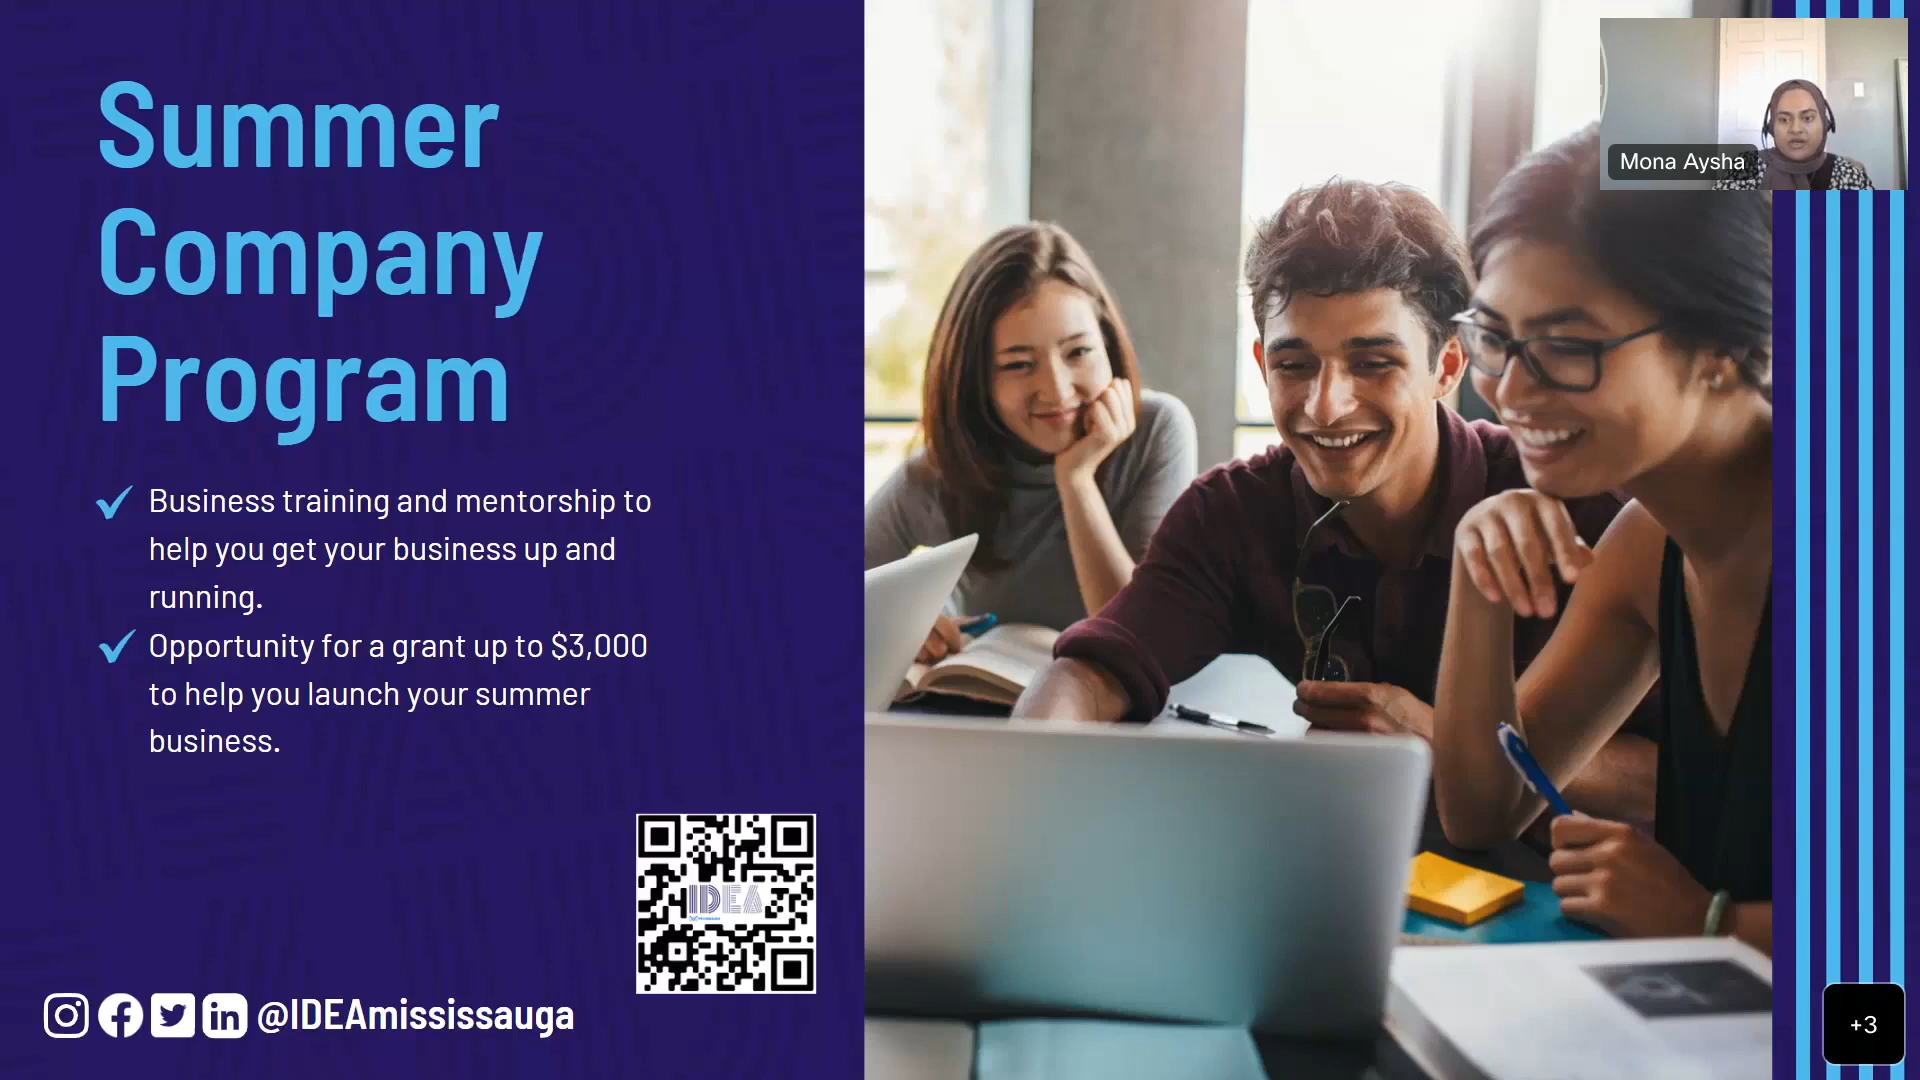 Summer
Company
Program
Business training and mentorship to
help you get your business up and
running.
Opportunity for a grant up to $3,000
to help you launch your summer
business.
IDEA
@IDEAmississauga
Mona Aysha
+3